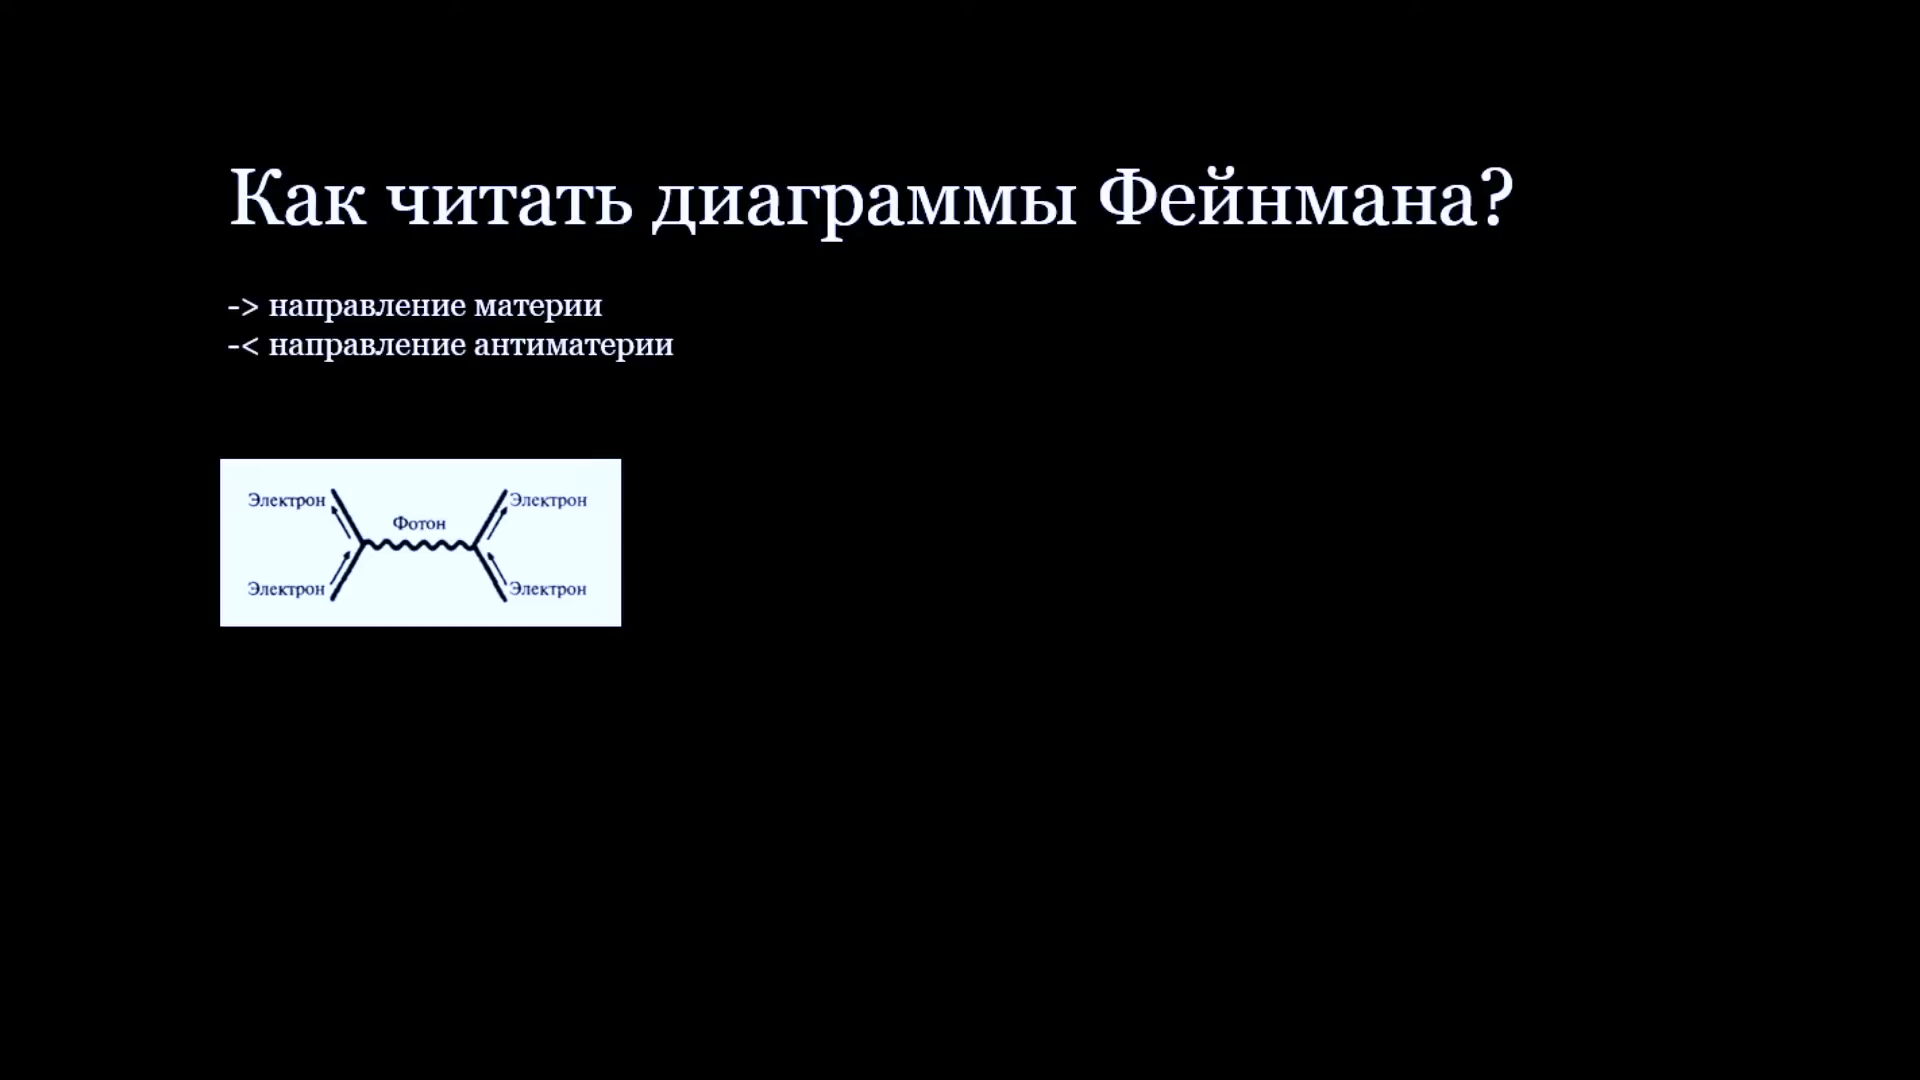 Как читать диаграммы Фейнмана?
-> направление материи
-< направление антиматерии
Электрон
Электрон
Фотон
Электрон
Электрон